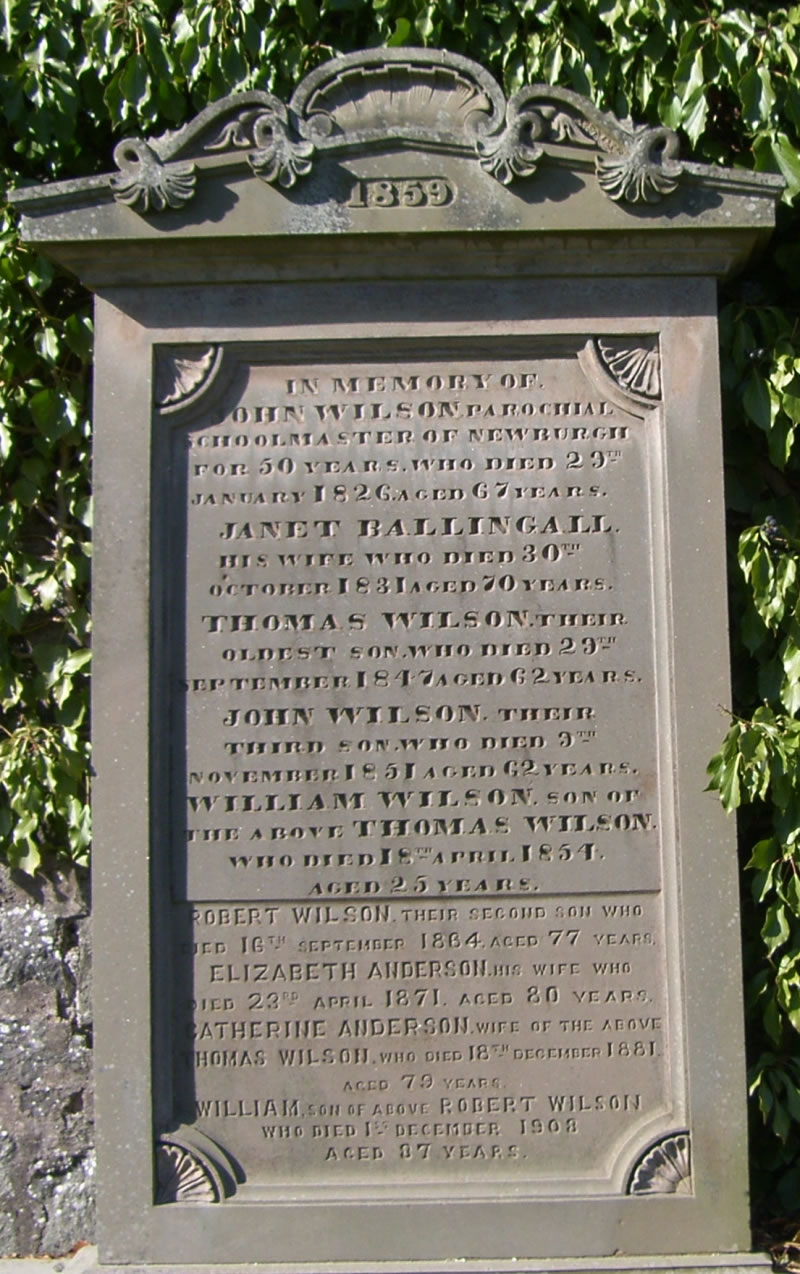 1859
IN MEMORY OF.
JOHN WILSON. PAROCHIAL
SCHOOLMASTER OF NEWBURGH
FOR 50 YEARS. WHO DIED 29TH
JANUARY 1826. AGED 67 YEARS.
JANET BALLINGALL.
HIS WIFE WHO DIED 30TH
OCTOBER 1831 AGED 70 YEARS.
THOMAS WILSON. THEIR
OLDEST SON. WHO DIED 29TH
SEPTEMBER 1847 AGED 62 YEARS.
JOHN WILSON. THEIR
THIRD SON. WHO DIED 9TH
NOVEMBER 1851 AGED 62 YEARS.
WILLIAM WILSON. SON OF
THE ABOVE THOMAS WILSON.
WHO DIED 18TH APRIL 1854.
AGED 25 YEARS.
ROBERT WILSON. THEIR SECOND SON WHO
DIED 16TH SEPTEMBER 1864. AGED 77 YEARS.
ELIZABETH ANDERSON. HIS WIFE WHO
DIED 23RD APRIL 1871. AGED 80 YEARS.
CATHERINE ANDERSON. WIFE OF THE ABOVE
THOMAS WILSON. WHO DIED 18TH DECEMBER 1881.
AGED 79 YEARS.
WILLIAM. SON OF ABOVE ROBERT WILSON
WHO DIED 1ST DECEMBER
AGED 87 YEARS.